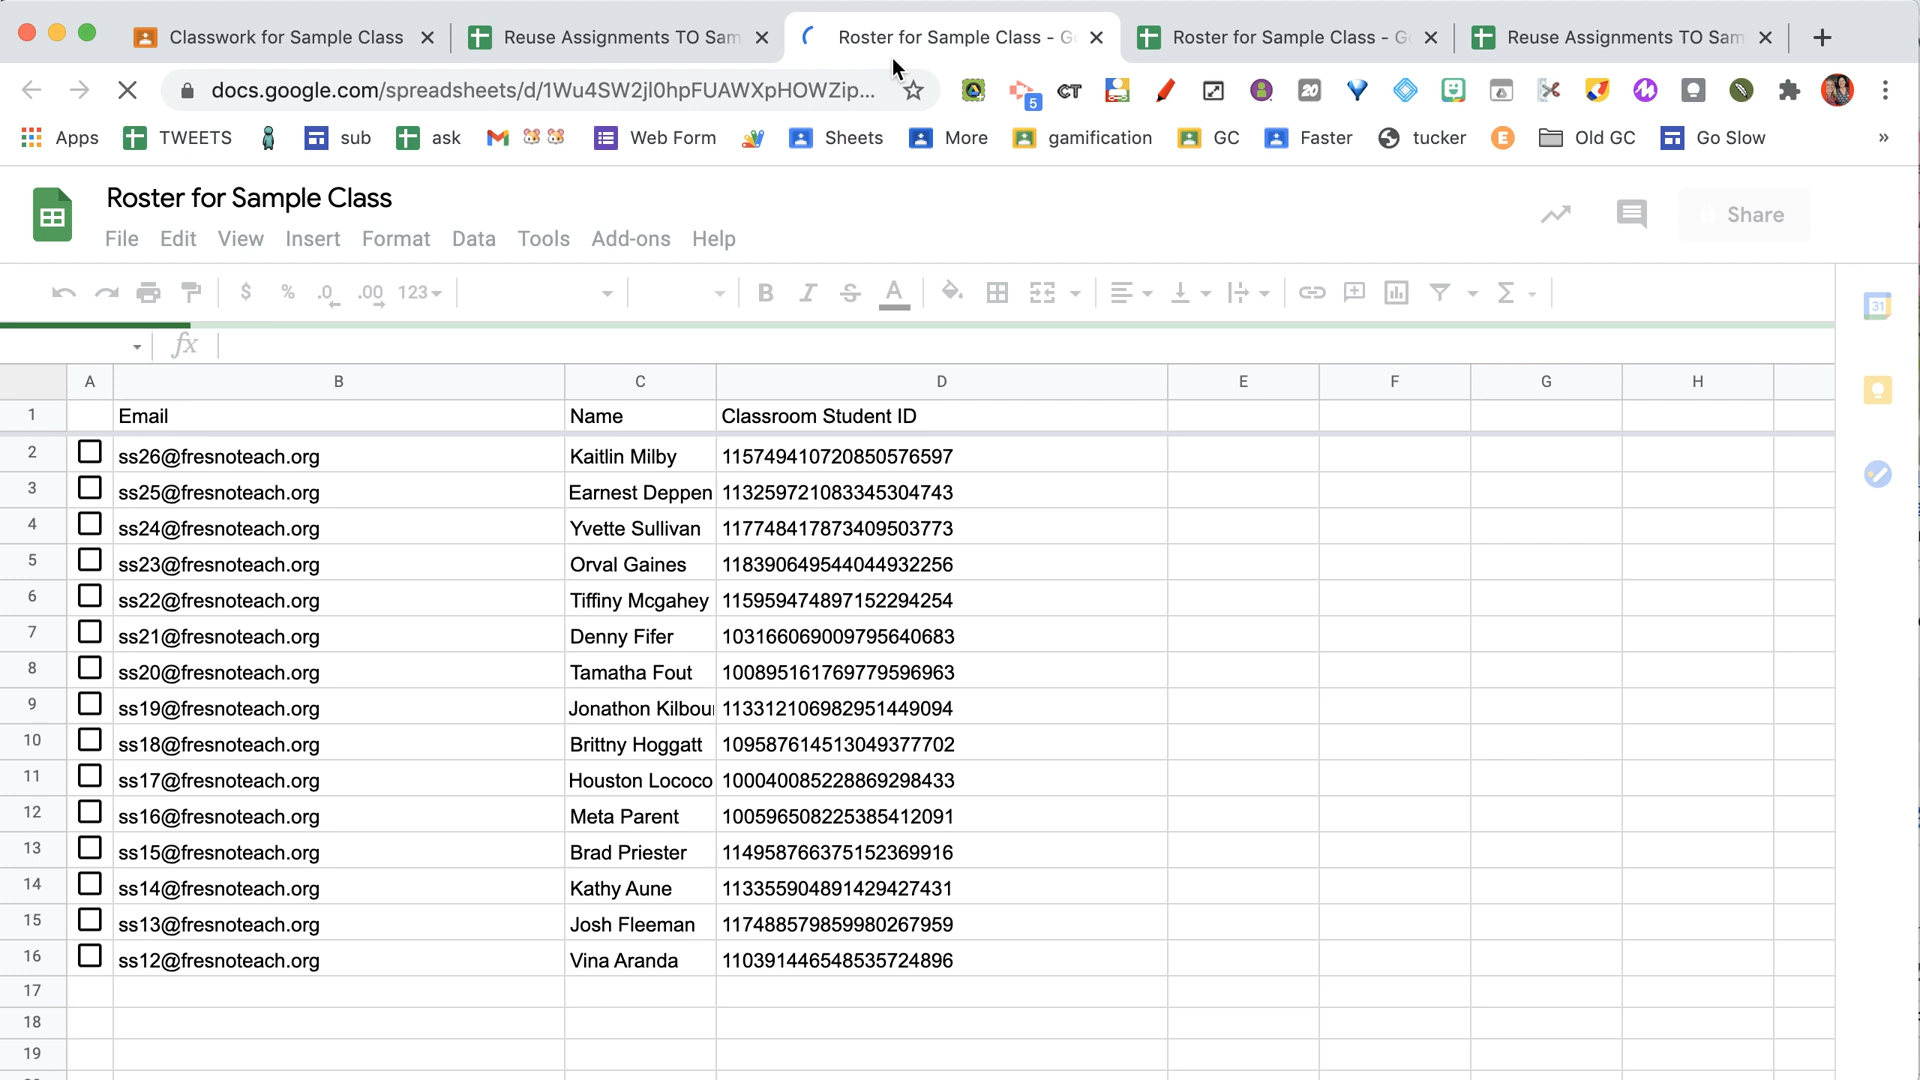 Classwork for Sample Class
Reuse Assignments TO Sam
Roster for Sample Class - G
Roster for Sample Class - G
Reuse Assignments TO Sam
docs.google.com/spreadsheets/d/1Wu4SW2jl0hpFUAWXpHOWZip...
5 CT 20
Apps TWEETS sub ask Web Form Sheets More gamification GC Faster tucker E Old GC Go Slow »
Roster for Sample Class
File Edit View Insert Format Data Tools Add-ons Help
Share
$ % .0 .00 123 B I S A Σ
31
fx
A B C D E F G H
1 Email Name Classroom Student ID
2 ss26@fresnoteach.org Kaitlin Milby 115749410720850576597
3 ss25@fresnoteach.org Earnest Deppen 113259721083345304743
4 ss24@fresnoteach.org Yvette Sullivan 117748417873409503773
5 ss23@fresnoteach.org Orval Gaines 118390649544044932256
6 ss22@fresnoteach.org Tiffiny Mcgahey 115959474897152294254
7 ss21@fresnoteach.org Denny Fifer 103166069009795640683
8 ss20@fresnoteach.org Tamatha Fout 100895161769779596963
9 ss19@fresnoteach.org Jonathon Kilbou 113312106982951449094
10 ss18@fresnoteach.org Brittny Hoggatt 109587614513049377702
11 ss17@fresnoteach.org Houston Lococo 100040085228869298433
12 ss16@fresnoteach.org Meta Parent 100596508225385412091
13 ss15@fresnoteach.org Brad Priester 114958766375152369916
14 ss14@fresnoteach.org Kathy Aune 113355904891429427431
15 ss13@fresnoteach.org Josh Fleeman 117488579859980267959
16 ss12@fresnoteach.org Vina Aranda 110391446548535724896
17
18
19